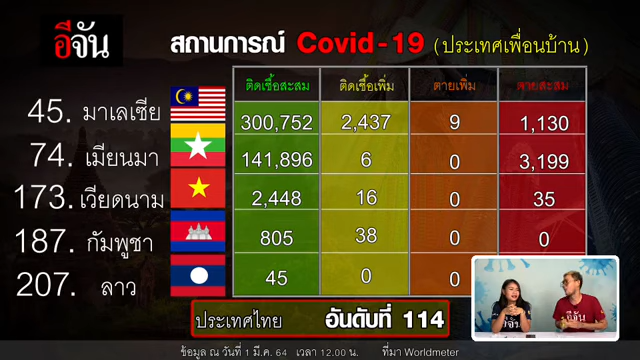 อีจัน
สถานการณ์ Covid-19 (ประเทศเพื่อนบ้าน)
ติดเชื้อสะสม ติดเชื้อเพิ่ม ตายเพิ่ม ตายสะสม
45. มาเลเซีย 300,752 2,437 9 1,130
74. เมียนมา 141,896 6 0 3,199
173. เวียดนาม 2,448 16 0 35
187. กัมพูชา 805 38 0 0
207. ลาว 45 0 0
ประเทศไทย อันดับที่ 114
ข้อมูล ณ วันที่ 1 มี.ค. 64 เวลา 12.00 น. ที่มา Worldmeter
อีจัน
อีจัน